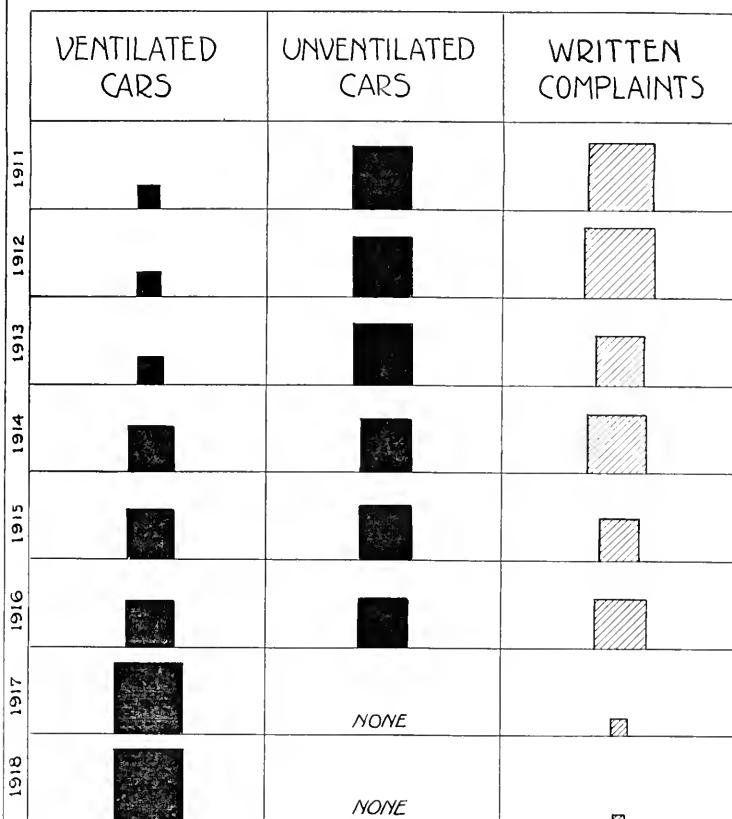 VENTILATED
CARS
UNVENTILATED
CARS
WRITTEN
COMPLAINTS
1911
1912
1913
1914
1915
1916
1917
NONE
1918
NONE